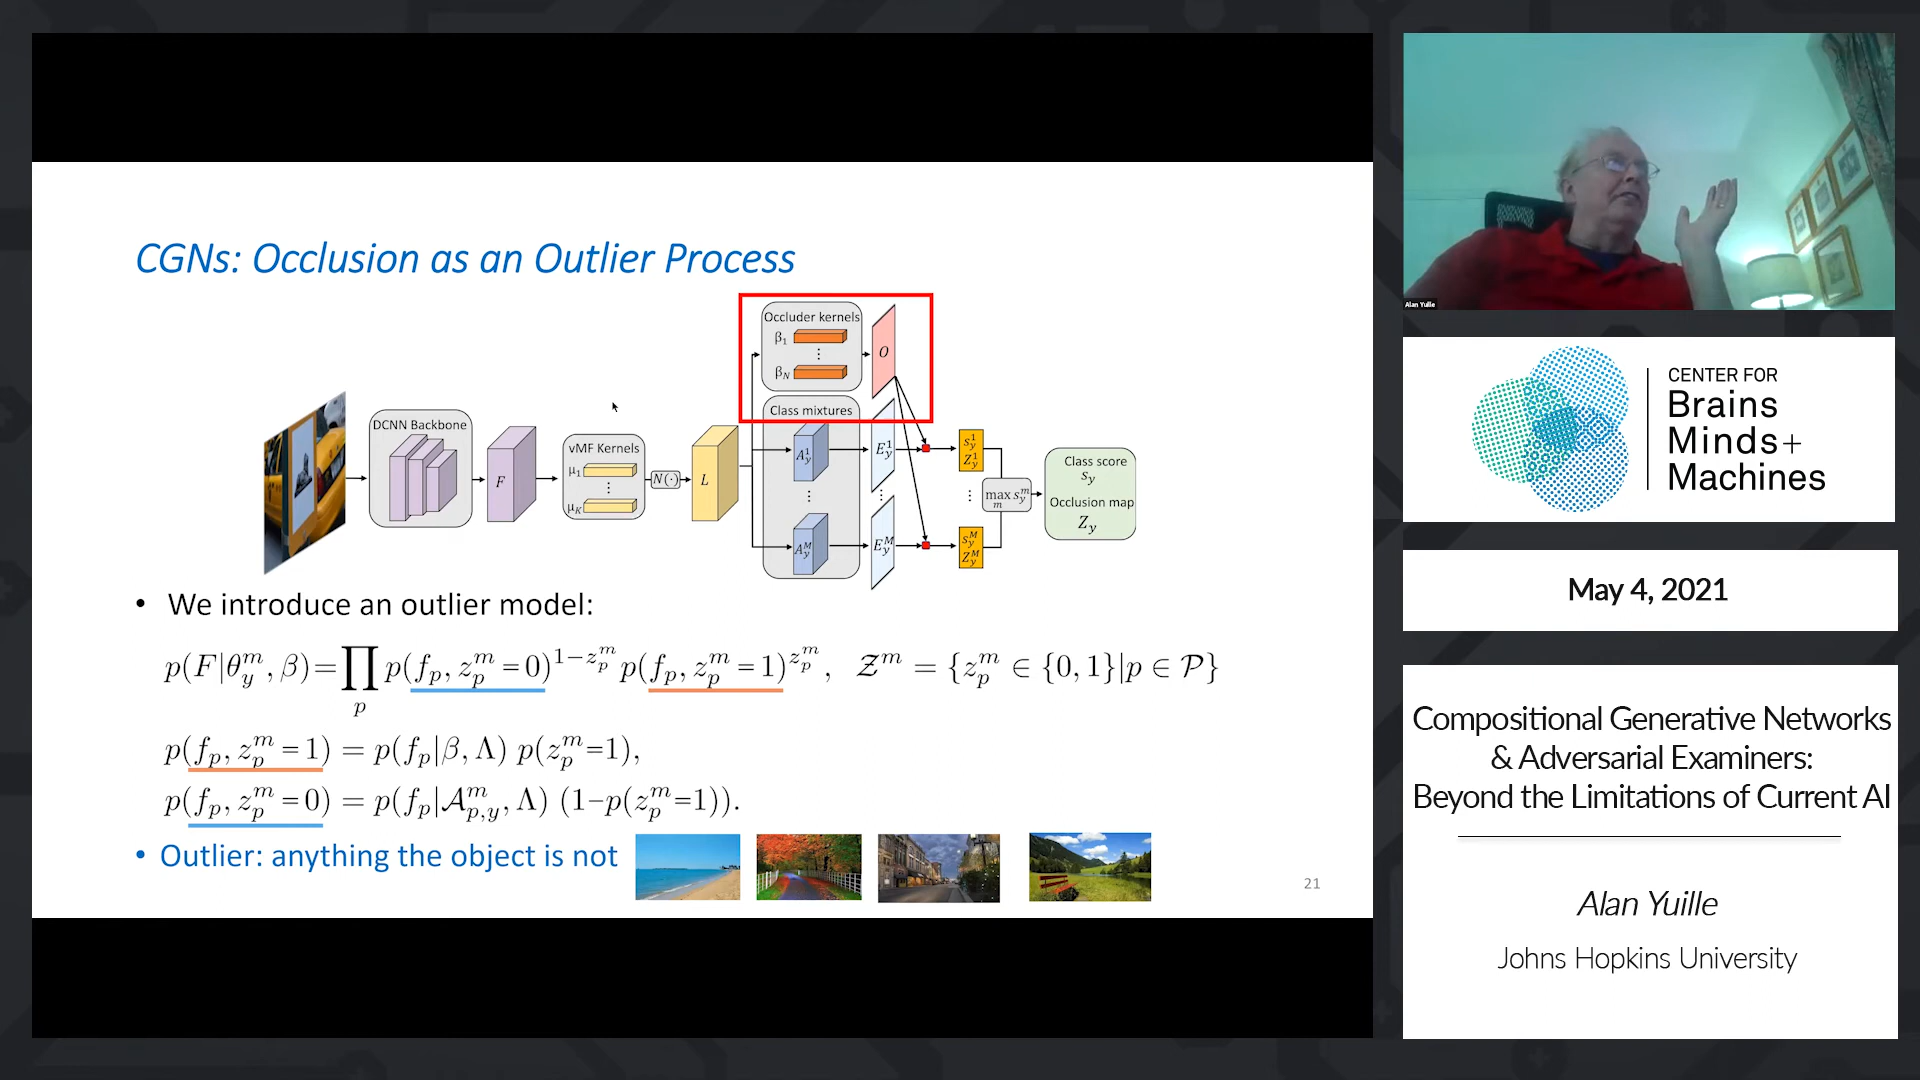 CGNs: Occlusion as an Outlier Process
Occluder kernels
β₁
⋮
β_N
O
DCNN Backbone
F
vMF Kernels
μ₁
⋮
μ_K
N(·)
L
Class mixtures
A_y^1
⋮
A_y^M
E_y^1
⋮
E_y^M
s_y^1
Z_y^1
⋮
s_y^M
Z_y^M
max s_y^m
m
Class score
s_y
Occlusion map
Z_y
• We introduce an outlier model:
p(F|θ_y^m, β)=∏_p p(f_p, z_p^m=0)^{1−z_p^m} p(f_p, z_p^m=1)^{z_p^m}, 𝒵^m = {z_p^m ∈ {0,1}|p ∈ 𝒫}
p(f_p, z_p^m=1) = p(f_p|β, Λ) p(z_p^m=1),
p(f_p, z_p^m=0) = p(f_p|𝒜_{p,y}^m, Λ) (1−p(z_p^m=1)).
• Outlier: anything the object is not
21
Alan Yuille
CENTER FOR
Brains
Minds+
Machines
May 4, 2021
Compositional Generative Networks
& Adversarial Examiners:
Beyond the Limitations of Current AI
Alan Yuille
Johns Hopkins University